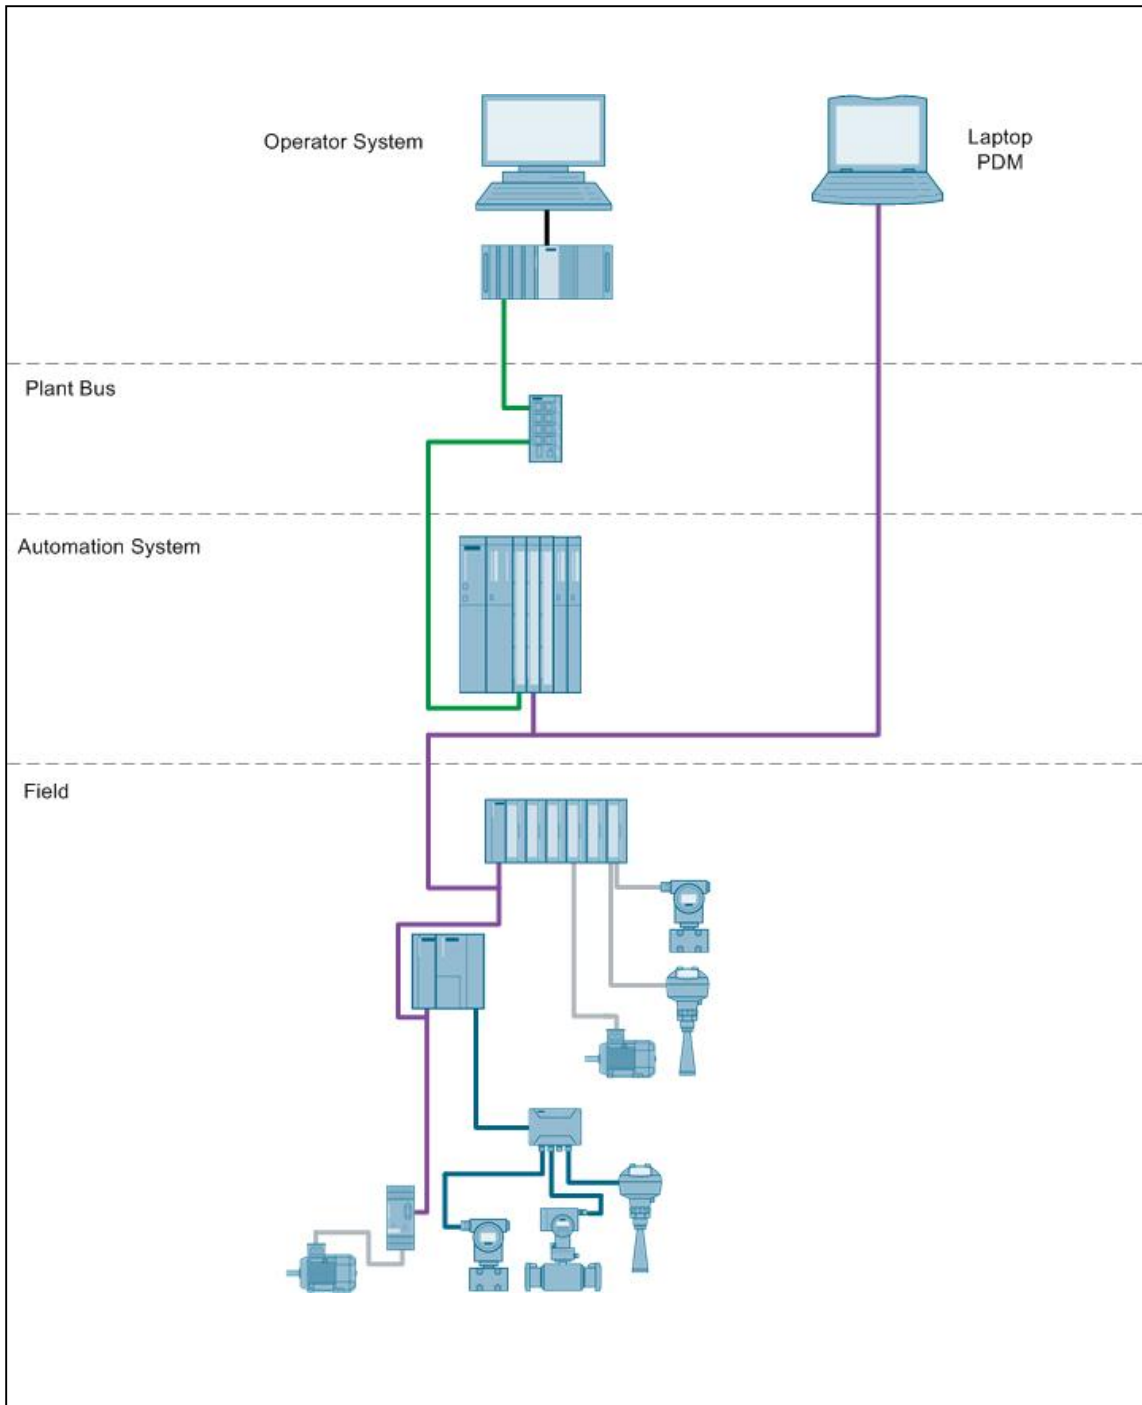 Operator System
Laptop
PDM
Plant Bus
Automation System
Field